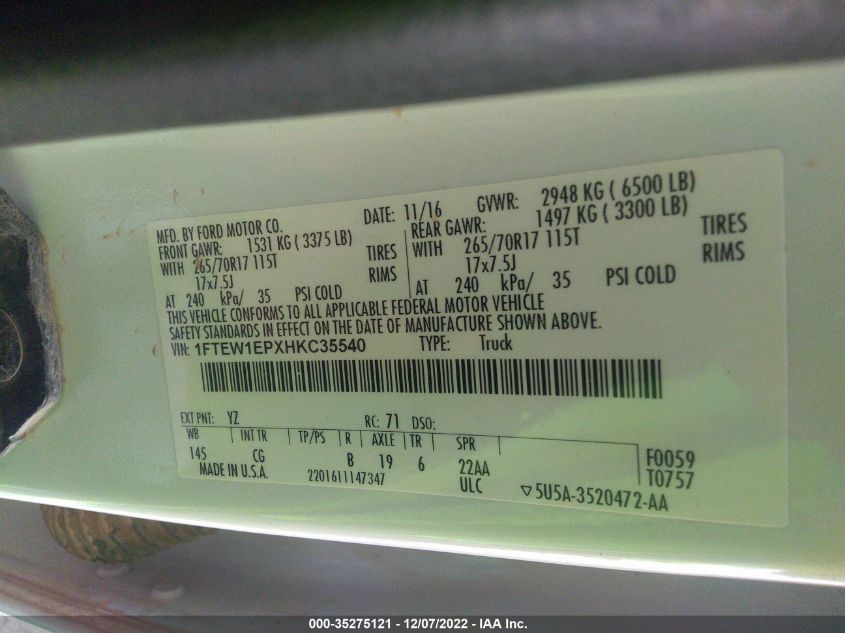 MFD. BY FORD MOTOR CO. DATE: 11/16 GVWR: 2948 KG ( 6500 LB)
FRONT GAWR: 1531 KG ( 3375 LB) REAR GAWR: 1497 KG ( 3300 LB)
WITH 265/70R17 115T TIRES WITH 265/70R17 115T TIRES
17x7.5J RIMS 17x7.5J RIMS
AT 240 kPa/ 35 PSI COLD AT 240 kPa/ 35 PSI COLD
THIS VEHICLE CONFORMS TO ALL APPLICABLE FEDERAL MOTOR VEHICLE
SAFETY STANDARDS IN EFFECT ON THE DATE OF MANUFACTURE SHOWN ABOVE.
VIN: 1FTEW1EPXHKC35540 TYPE: Truck
EXT PNT: YZ RC: 71 DSO:
WB INT TR TP/PS R AXLE TR SPR
145 CG B 19 6 22AA F0059
MADE IN U.S.A. 2201611147347 ULC T0757
▽5U5A-3520472-AA
000-35275121 - 12/07/2022 - IAA Inc.